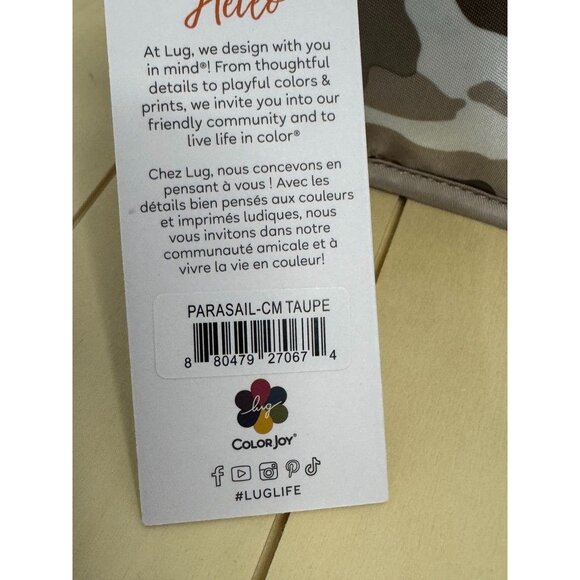 Hello
At Lug, we design with you
in mind®! From thoughtful
details to playful colors &
prints, we invite you into our
friendly community and to
live life in color®
Chez Lug, nous concevons en
pensant à vous ! Avec les
détails bien pensés aux couleurs
et imprimés ludiques, nous
vous invitons dans notre
communauté amicale et à
vivre la vie en couleur!
PARASAIL-CM TAUPE
8 80479 27067 4
lug
COLORJOY®
#LUGLIFE